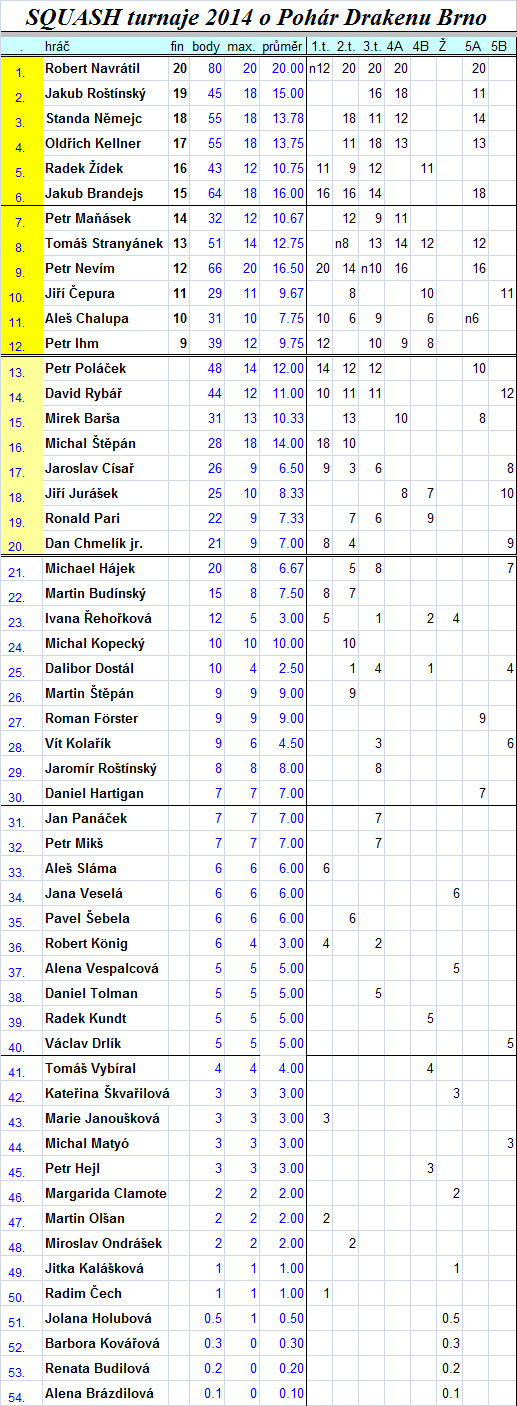 SQUASH turnaje 2014 o Pohár Drakenu Brno
. hráč fin body max. průměr 1.t. 2.t. 3.t. 4A 4B Ž 5A 5B
1. Robert Navrátil 20 80 20 20.00 n12 20 20 20 20
2. Jakub Roštínský 19 45 18 15.00 16 18 11
3. Standa Němejc 18 55 18 13.78 18 11 12 14
4. Oldřich Kellner 17 55 18 13.75 11 18 13 13
5. Radek Žídek 16 43 12 10.75 11 9 12 11
6. Jakub Brandejs 15 64 18 16.00 16 16 14 18
7. Petr Maňásek 14 32 12 10.67 12 9 11
8. Tomáš Stranyánek 13 51 14 12.75 n8 13 14 12 12
9. Petr Nevím 12 66 20 16.50 20 14 n10 16 16
10. Jiří Čepura 11 29 11 9.67 8 10 11
11. Aleš Chalupa 10 31 10 7.75 10 6 9 6 n6
12. Petr Ihm 9 39 12 9.75 12 10 9 8
13. Petr Poláček 48 14 12.00 14 12 12 10
14. David Rybář 44 12 11.00 10 11 11 12
15. Mirek Barša 31 13 10.33 13 10 8
16. Michal Štěpán 28 18 14.00 18 10
17. Jaroslav Císař 26 9 6.50 9 3 6 8
18. Jiří Jurášek 25 10 8.33 8 7 10
19. Ronald Pari 22 9 7.33 7 6 9
20. Dan Chmelík jr. 21 9 7.00 8 4 9
21. Michael Hájek 20 8 6.67 5 8 7
22. Martin Budínský 15 8 7.50 8 7
23. Ivana Řehořková 12 5 3.00 5 1 2 4
24. Michal Kopecký 10 10 10.00 10
25. Dalibor Dostál 10 4 2.50 1 4 1 4
26. Martin Štěpán 9 9 9.00 9
27. Roman Förster 9 9 9.00 9
28. Vít Kolařík 9 6 4.50 3 6
29. Jaromír Roštínský 8 8 8.00 8
30. Daniel Hartigan 7 7 7.00 7
31. Jan Panáček 7 7 7.00 7
32. Petr Mikš 7 7 7.00 7
33. Aleš Sláma 6 6 6.00 6
34. Jana Veselá 6 6 6.00 6
35. Pavel Šebela 6 6 6.00 6
36. Robert König 6 4 3.00 4 2
37. Alena Vespalcová 5 5 5.00 5
38. Daniel Tolman 5 5 5.00 5
39. Radek Kundt 5 5 5.00 5
40. Václav Drlík 5 5 5.00 5
41. Tomáš Vybíral 4 4 4.00 4
42. Kateřina Škvařilová 3 3 3.00 3
43. Marie Janoušková 3 3 3.00 3
44. Michal Matyó 3 3 3.00 3
45. Petr Hejl 3 3 3.00 3
46. Margarida Clamote 2 2 2.00 2
47. Martin Olšan 2 2 2.00 2
48. Miroslav Ondrášek 2 2 2.00 2
49. Jitka Kalášková 1 1 1.00 1
50. Radim Čech 1 1 1.00 1
51. Jolana Holubová 0.5 1 0.50 0.5
52. Barbora Kovářová 0.3 0 0.30 0.3
53. Renata Budilová 0.2 0 0.20 0.2
54. Alena Brázdilová 0.1 0 0.10 0.1